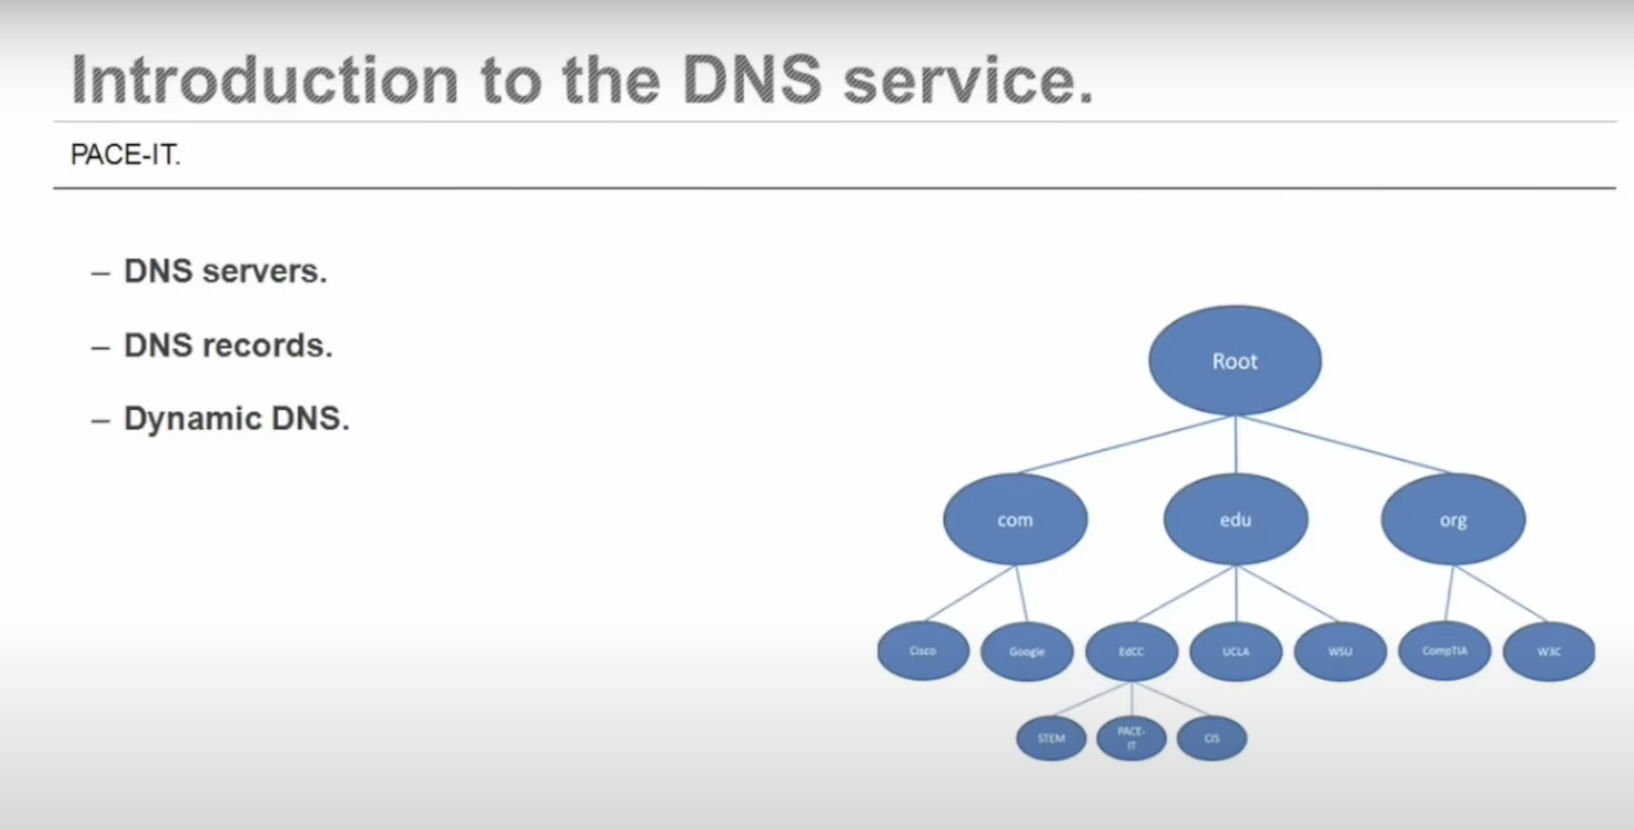 Introduction to the DNS service.
PACE-IT.
– DNS servers.
– DNS records.
– Dynamic DNS.
Root
com
edu
org
Cisco
Google
EdCC
UCLA
WSU
CompTIA
W3C
STEM
PACE-
IT
CIS